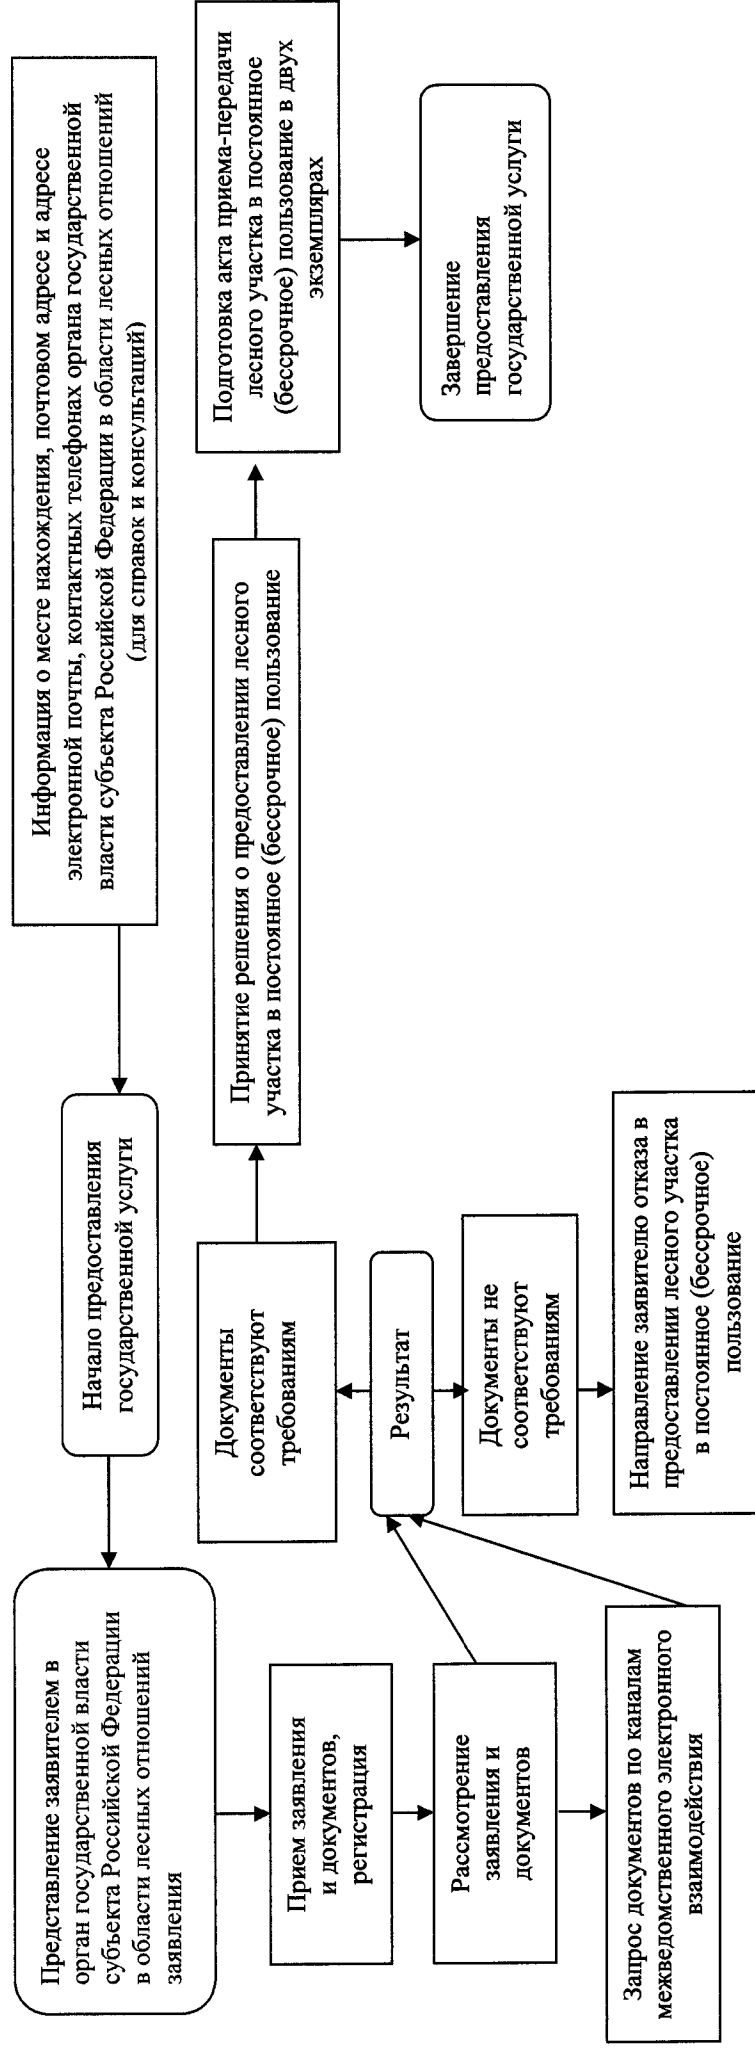 Информация о месте нахождения, почтовом адресе и адресе
электронной почты, контактных телефонах органа государственной
власти субъекта Российской Федерации в области лесных отношений
(для справок и консультаций)
Начало предоставления
государственной услуги
Представление заявителем в
орган государственной власти
субъекта Российской Федерации
в области лесных отношений
заявления
Прием заявления
и документов,
регистрация
Рассмотрение
заявления и
документов
Запрос документов по каналам
межведомственного электронного
взаимодействия
Результат
Документы
соответствуют
требованиям
Документы не
соответствуют
требованиям
Направление заявителю отказа в
предоставлении лесного участка
в постоянное (бессрочное)
пользование
Принятие решения о предоставлении лесного
участка в постоянное (бессрочное) пользование
Подготовка акта приема-передачи
лесного участка в постоянное
(бессрочное) пользование в двух
экземплярах
Завершение
предоставления
государственной услуги